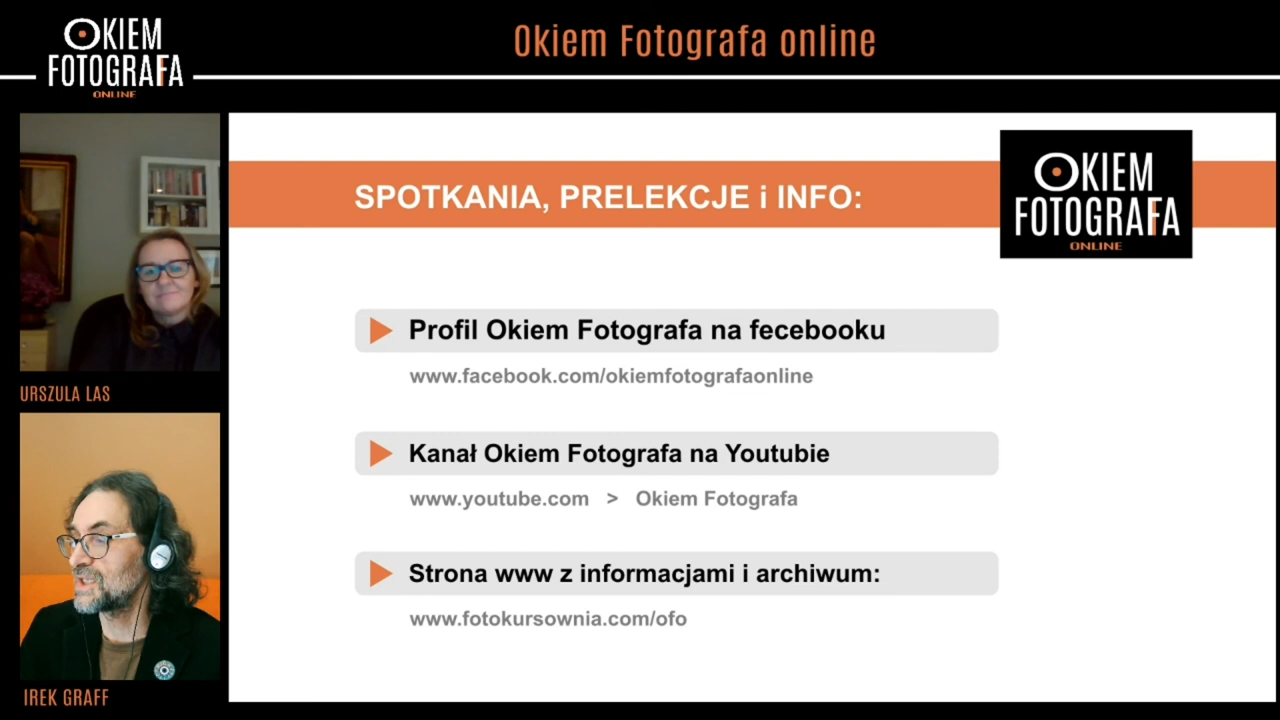 OKIEM
FOTOGRAFA
ONLINE
Okiem Fotografa online
URSZULA LAS
IREK GRAFF
SPOTKANIA, PRELEKCJE i INFO:
OKIEM
FOTOGRAFA
ONLINE
Profil Okiem Fotografa na fecebooku
www.facebook.com/okiemfotografaonline
Kanał Okiem Fotografa na Youtubie
www.youtube.com > Okiem Fotografa
Strona www z informacjami i archiwum:
www.fotokursownia.com/ofo